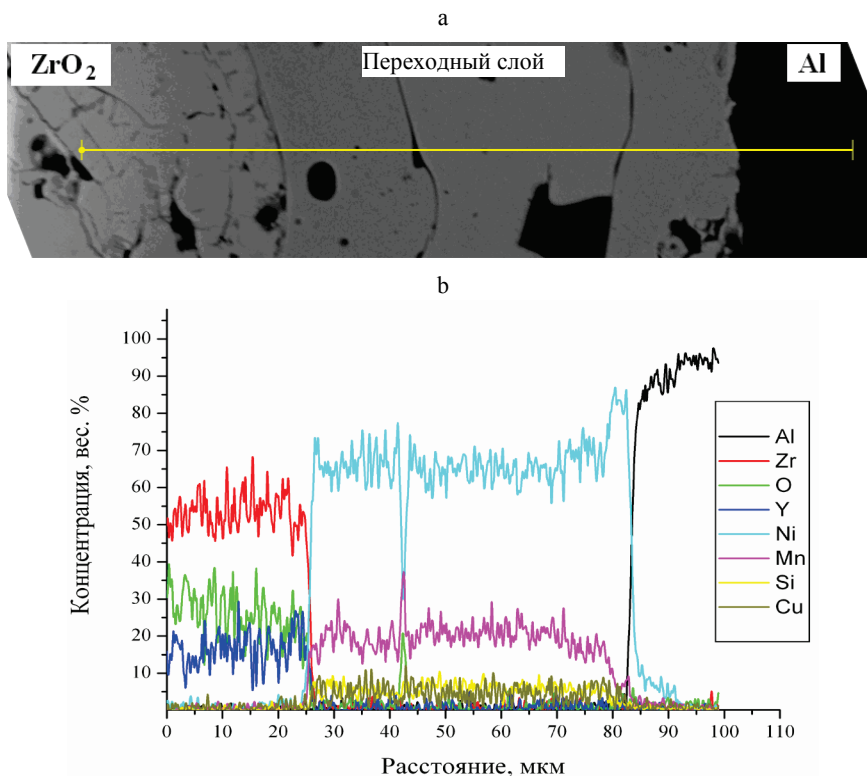 а
ZrO₂ Переходный слой Al
b
Концентрация, вес. %
100
90
80
70
60
50
40
30
20
10
Al
Zr
O
Y
Ni
Mn
Si
Cu
0 10 20 30 40 50 60 70 80 90 100 110
Расстояние, мкм